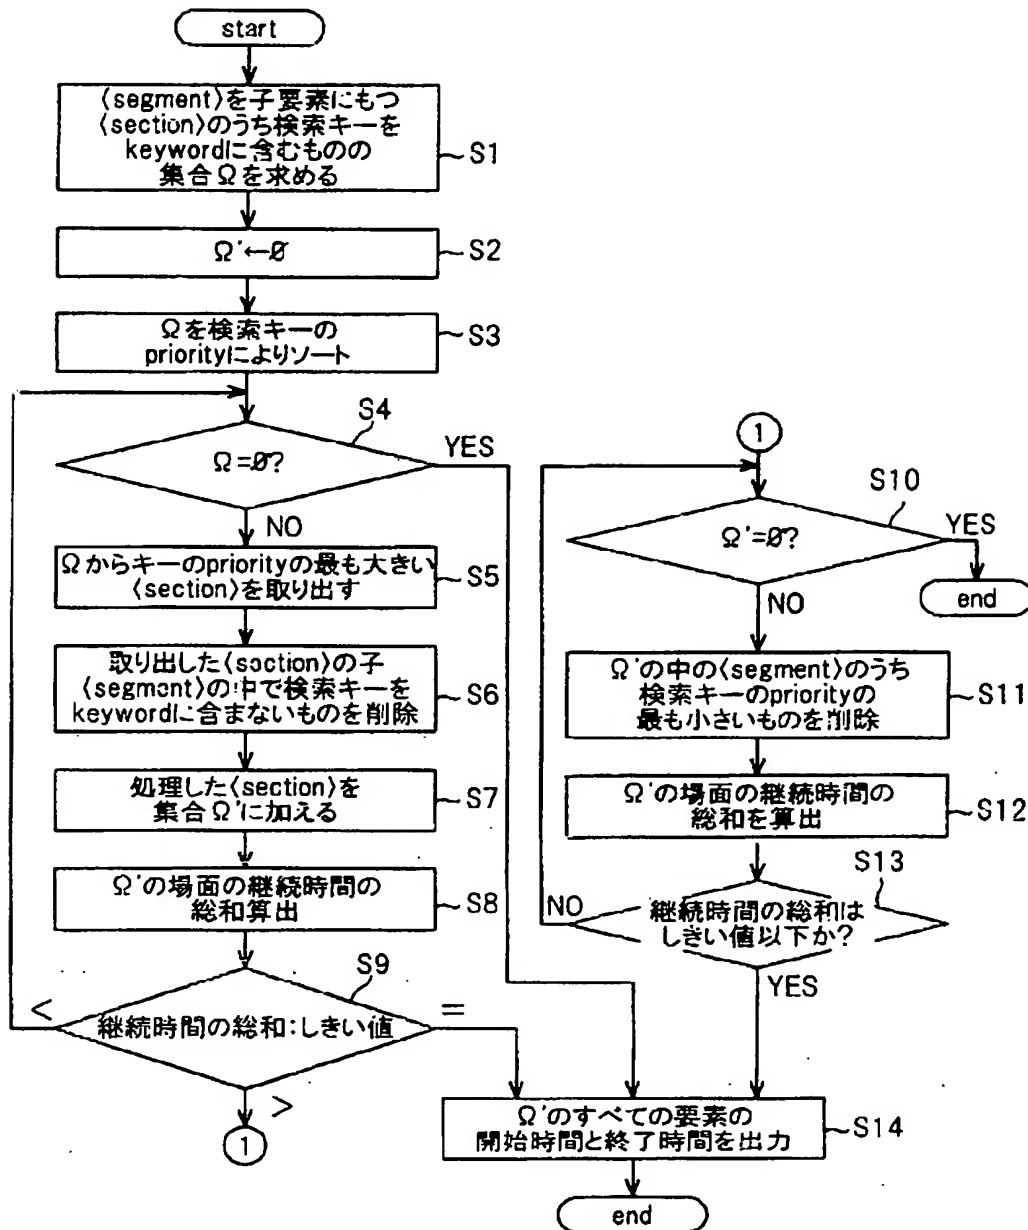 start
〈segment〉を子要素にもつ
〈section〉のうち検索キーを
keywordに含むものの
集合Ωを求める
S1
Ω'←∅
S2
Ωを検索キーの
priorityによりソート
S3
S4
Ω=∅?
YES
NO
Ωからキーのpriorityの最も大きい
〈section〉を取り出す
S5
取り出した〈section〉の子
〈segment〉の中で検索キーを
keywordに含まないものを削除
S6
処理した〈section〉を
集合Ω'に加える
S7
Ω'の場面の継続時間の
総和算出
S8
S9
<
継続時間の総和:しきい値
=
>
1
1
S10
Ω'=∅?
YES
end
NO
Ω'の中の〈segment〉のうち
検索キーのpriorityの
最も小さいものを削除
S11
Ω'の場面の継続時間の
総和を算出
S12
S13
NO
継続時間の総和は
しきい値以下か?
YES
Ω'のすべての要素の
開始時間と終了時間を出力
S14
end